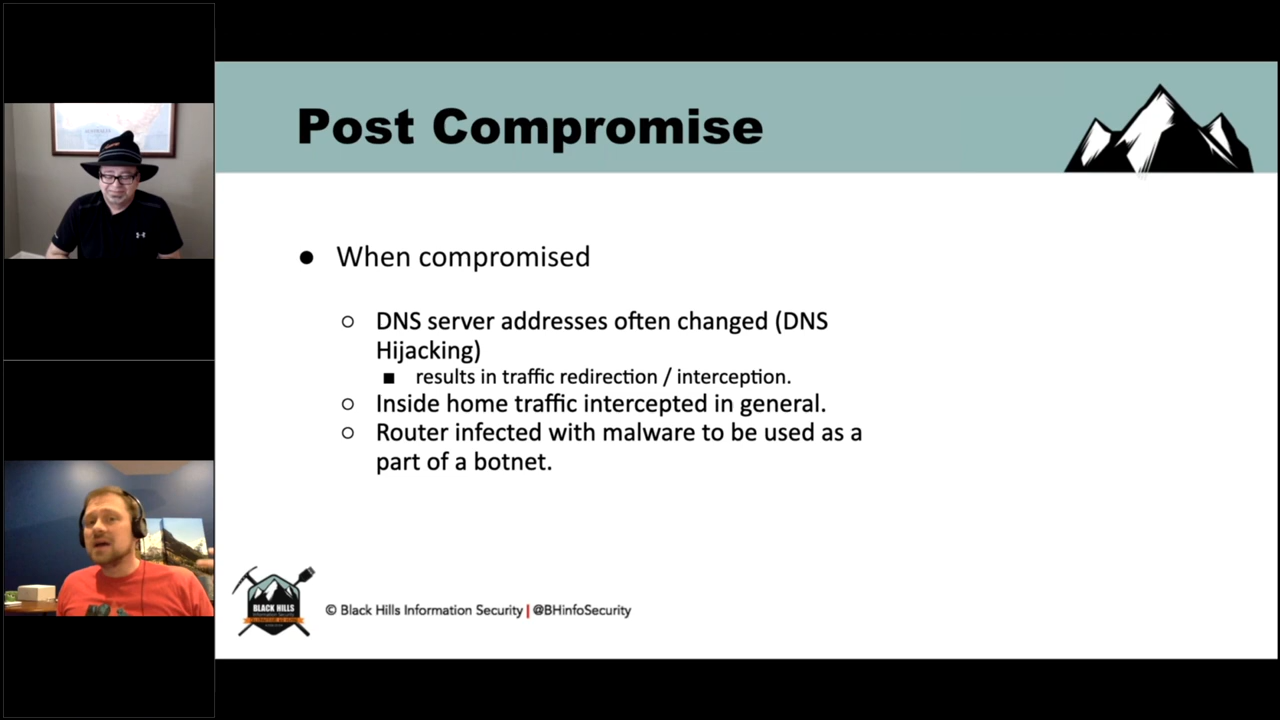 Post Compromise
● When compromised
○ DNS server addresses often changed (DNS
Hijacking)
■ results in traffic redirection / interception.
○ Inside home traffic intercepted in general.
○ Router infected with malware to be used as a
part of a botnet.
BLACK HILLS
Information Security
© Black Hills Information Security | @BHinfoSecurity